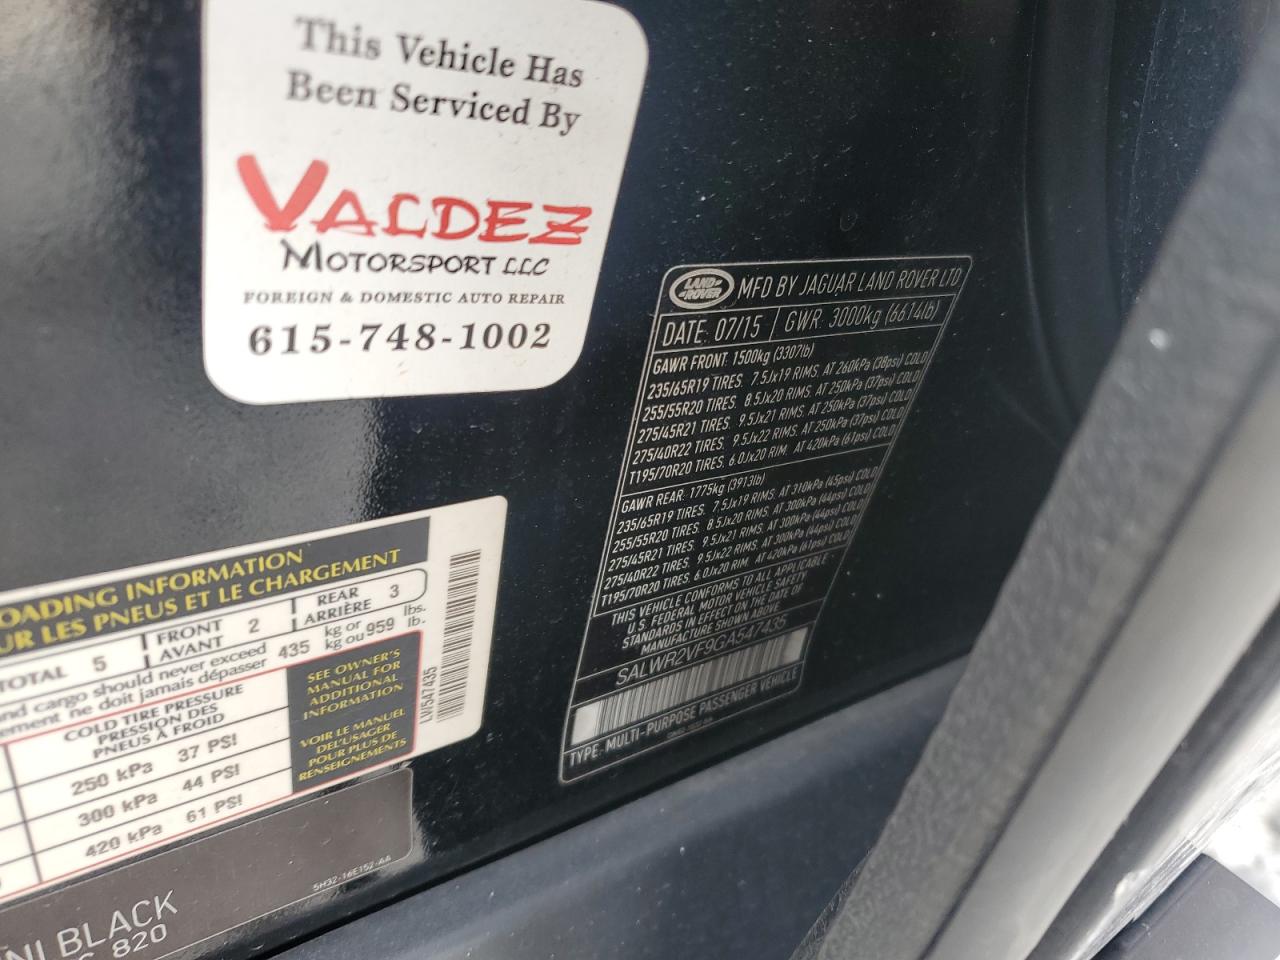 This Vehicle Has
Been Serviced By
VALDEZ
MOTORSPORT LLC
FOREIGN & DOMESTIC AUTO REPAIR
615-748-1002
LAND-
-ROVER
MFD BY JAGUAR LAND ROVER LTD
DATE: 07/15 GWR: 3000kg (6614lb)
GAWR FRONT: 1500kg (3307lb)
235/65R19 TIRES. 7.5Jx19 RIMS. AT 260kPa (38psi) COLD
255/55R20 TIRES. 8.5Jx20 RIMS. AT 250kPa (37psi) COLD
275/45R21 TIRES. 9.5Jx21 RIMS. AT 250kPa (37psi) COLD
275/40R22 TIRES. 9.5Jx22 RIMS. AT 250kPa (37psi) COLD
T195/70R20 TIRES. 6.0Jx20 RIM. AT 420kPa (61psi) COLD
GAWR REAR: 1775kg (3913lb)
235/65R19 TIRES. 7.5Jx19 RIMS. AT 310kPa (45psi) COLD
255/55R20 TIRES. 8.5Jx20 RIMS. AT 300kPa (44psi) COLD
275/45R21 TIRES. 9.5Jx21 RIMS. AT 300kPa (44psi) COLD
275/40R22 TIRES. 9.5Jx22 RIMS. AT 300kPa (44psi) COLD
T195/70R20 TIRES. 6.0Jx20 RIM. AT 420kPa (61psi) COLD
THIS VEHICLE CONFORMS TO ALL APPLICABLE
U.S. FEDERAL MOTOR VEHICLE SAFETY
STANDARDS IN EFFECT ON THE DATE OF
MANUFACTURE SHOWN ABOVE
SALWR2VF9GA547435
TYPE-MULTI-PURPOSE PASSENGER VEHICLE
OADING INFORMATION
UR LES PNEUS ET LE CHARGEMENT
TOTAL 5 FRONT AVANT 2 REAR ARRIÈRE 3
nd cargo should never exceed 435 kg or 959 lbs.
ement ne doit jamais dépasser kg ou lb.
COLD TIRE PRESSURE
PRESSION DES
PNEUS À FROID
250 kPa 37 PSI
300 kPa 44 PSI
420 kPa 61 PSI
SEE OWNER'S
MANUAL FOR
ADDITIONAL
INFORMATION
VOIR LE MANUEL
DEL'USAGER
POUR PLUS DE
RENSEIGNEMENTS
LW547435
5H32-16E152-AA
NI BLACK
820